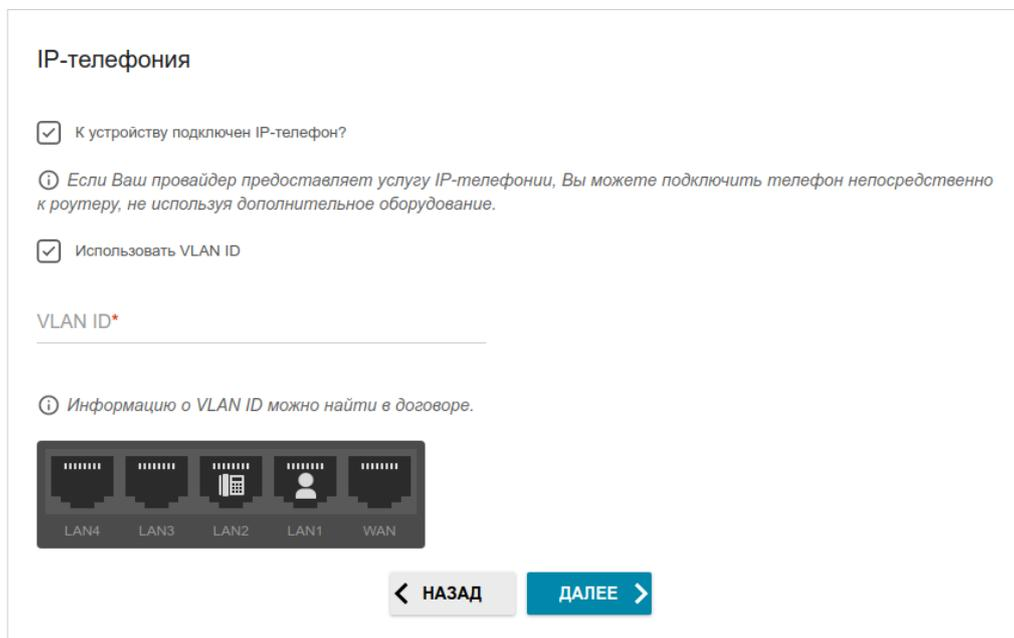 IP-телефония
К устройству подключен IP-телефон?
Если Ваш провайдер предоставляет услугу IP-телефонии, Вы можете подключить телефон непосредственно
к роутеру, не используя дополнительное оборудование.
Использовать VLAN ID
VLAN ID*
Информацию о VLAN ID можно найти в договоре.
LAN4 LAN3 LAN2 LAN1 WAN
НАЗАД ДАЛЕЕ